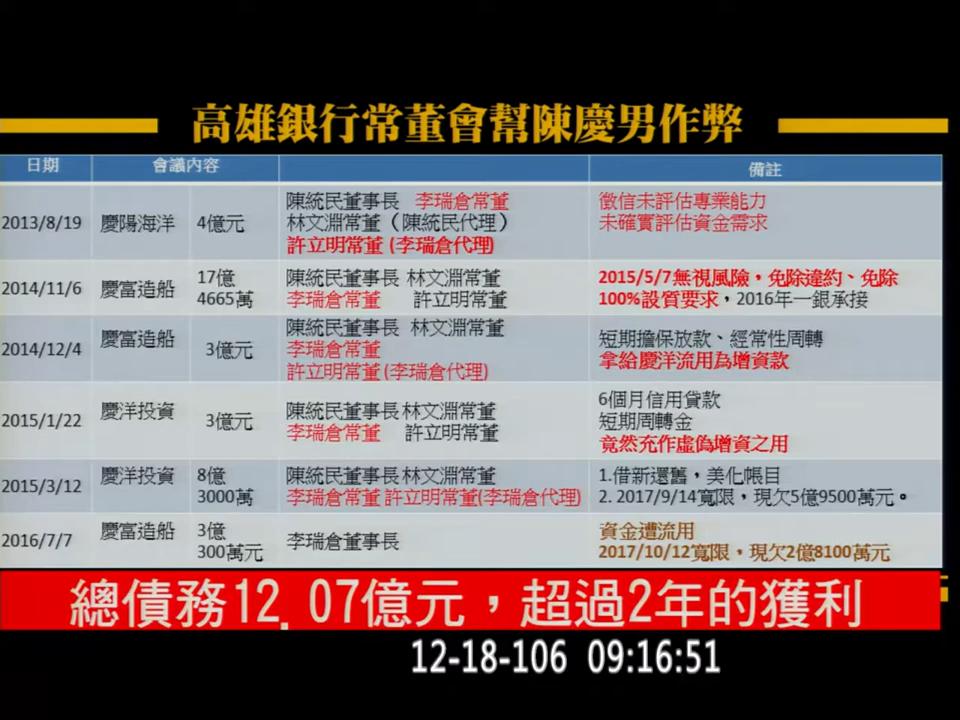 高雄銀行常董會幫陳慶男作弊
日期 會議內容 備註
2013/8/19 慶陽海洋 4億元 陳統民董事長 李瑞倉常董 林文淵常董（陳統民代理） 許立明常董 (李瑞倉代理) 徵信未評估專業能力 未確實評估資金需求
2014/11/6 慶富造船 17億 4665萬 陳統民董事長 林文淵常董 李瑞倉常董 許立明常董 2015/5/7無視風險，免除違約、免除 100%設質要求，2016年一銀承接
2014/12/4 慶富造船 3億元 陳統民董事長 林文淵常董 李瑞倉常董 許立明常董 (李瑞倉代理) 短期擔保放款、經常性周轉 拿給慶洋流用為增資款
2015/1/22 慶洋投資 3億元 陳統民董事長 林文淵常董 李瑞倉常董 許立明常董 6個月信用貸款 短期周轉金 竟然充作虛偽增資之用
2015/3/12 慶洋投資 8億 3000萬 陳統民董事長 林文淵常董 李瑞倉常董 許立明常董(李瑞倉代理) 1.借新還舊，美化帳目 2. 2017/9/14寬限，現欠5億9500萬元。
2016/7/7 慶富造船 3億 300萬元 李瑞倉董事長 資金遭流用 2017/10/12寬限，現欠2億8100萬元
總債務12.07億元，超過2年的獲利
12-18-106 09:16:51